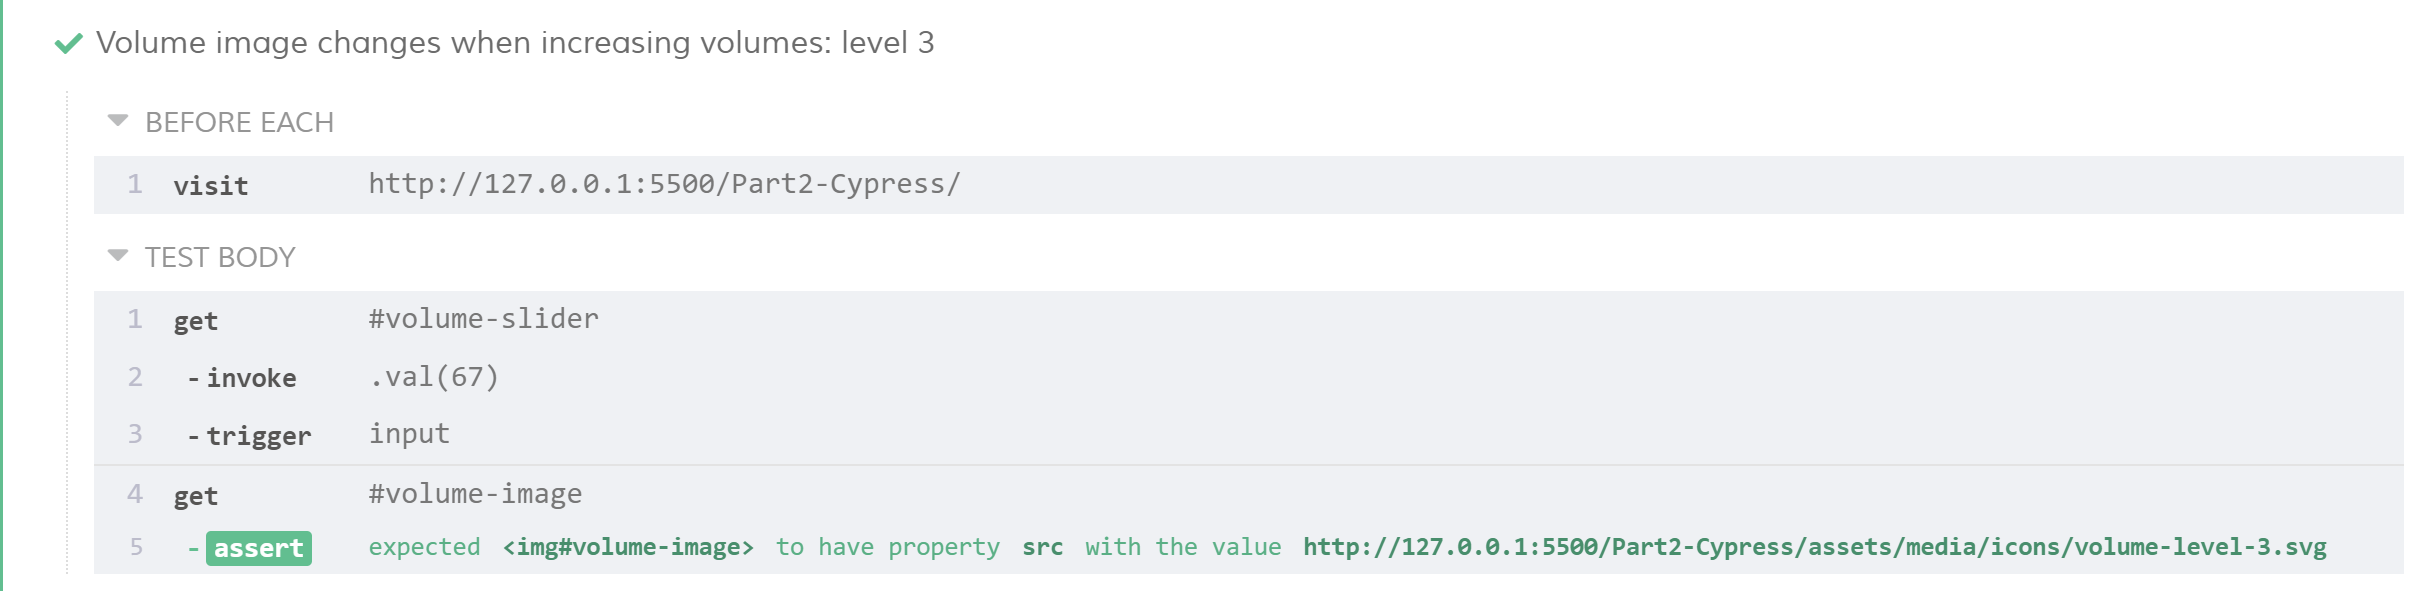 Volume image changes when increasing volumes: level 3
BEFORE EACH
1 visit http://127.0.0.1:5500/Part2-Cypress/
TEST BODY
1 get #volume-slider
2 -invoke .val(67)
3 -trigger input
4 get #volume-image
5 -assert expected <img#volume-image> to have property src with the value http://127.0.0.1:5500/Part2-Cypress/assets/media/icons/volume-level-3.svg